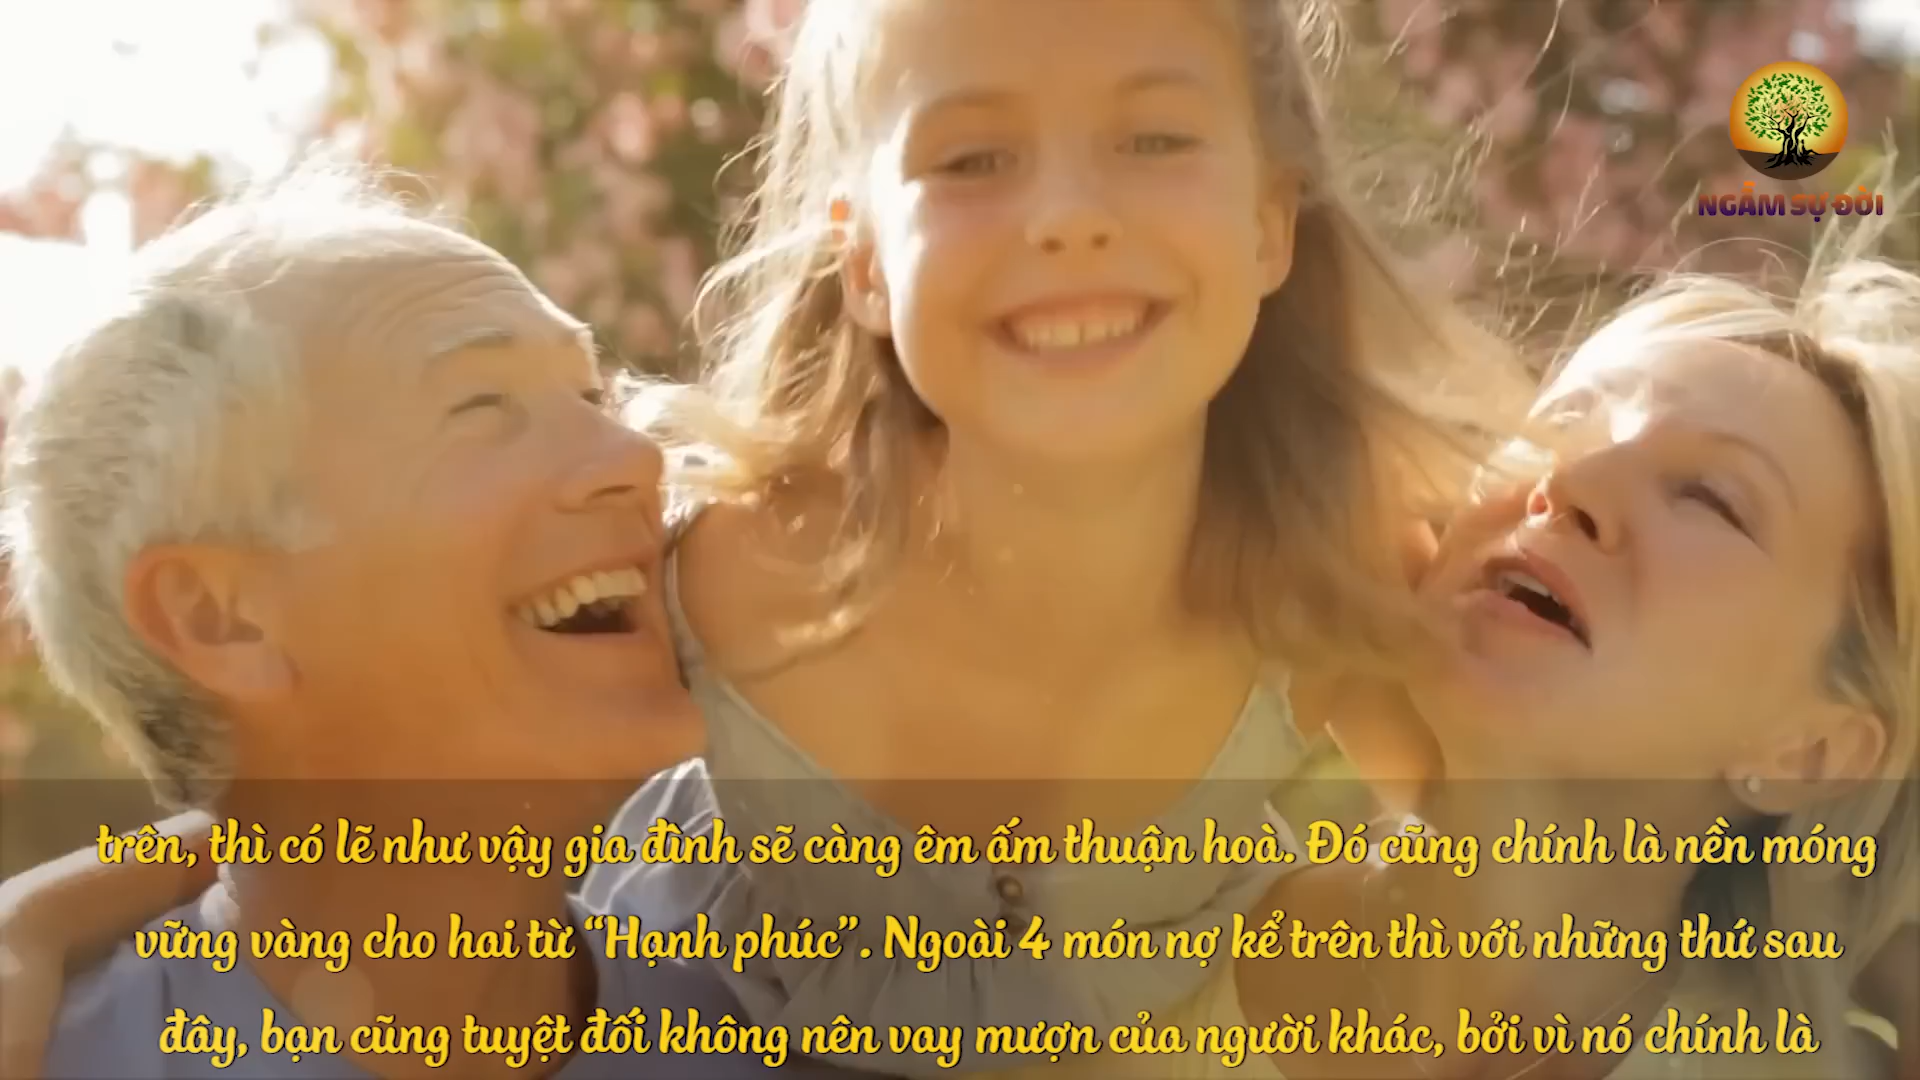 NGẪM SỰ ĐỜI
trên, thì có lẽ như vậy gia đình sẽ càng êm ấm thuận hoà. Đó cũng chính là nền móng
vững vàng cho hai từ “Hạnh phúc”. Ngoài 4 món nợ kể trên thì với những thứ sau
đây, bạn cũng tuyệt đối không nên vay mượn của người khác, bởi vì nó chính là